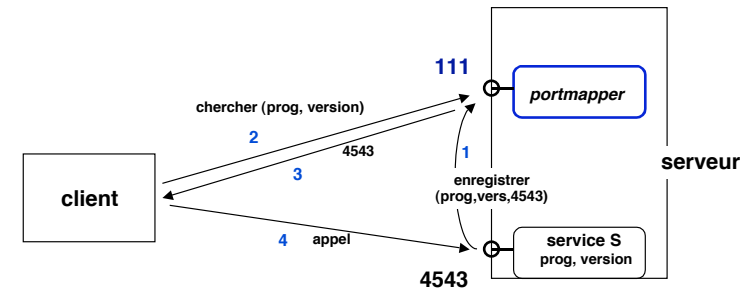 111
portmapper
chercher (prog, version)
2
4543
3
1
serveur
client
enregistrer
(prog,vers,4543)
4 appel
service S
prog, version
4543